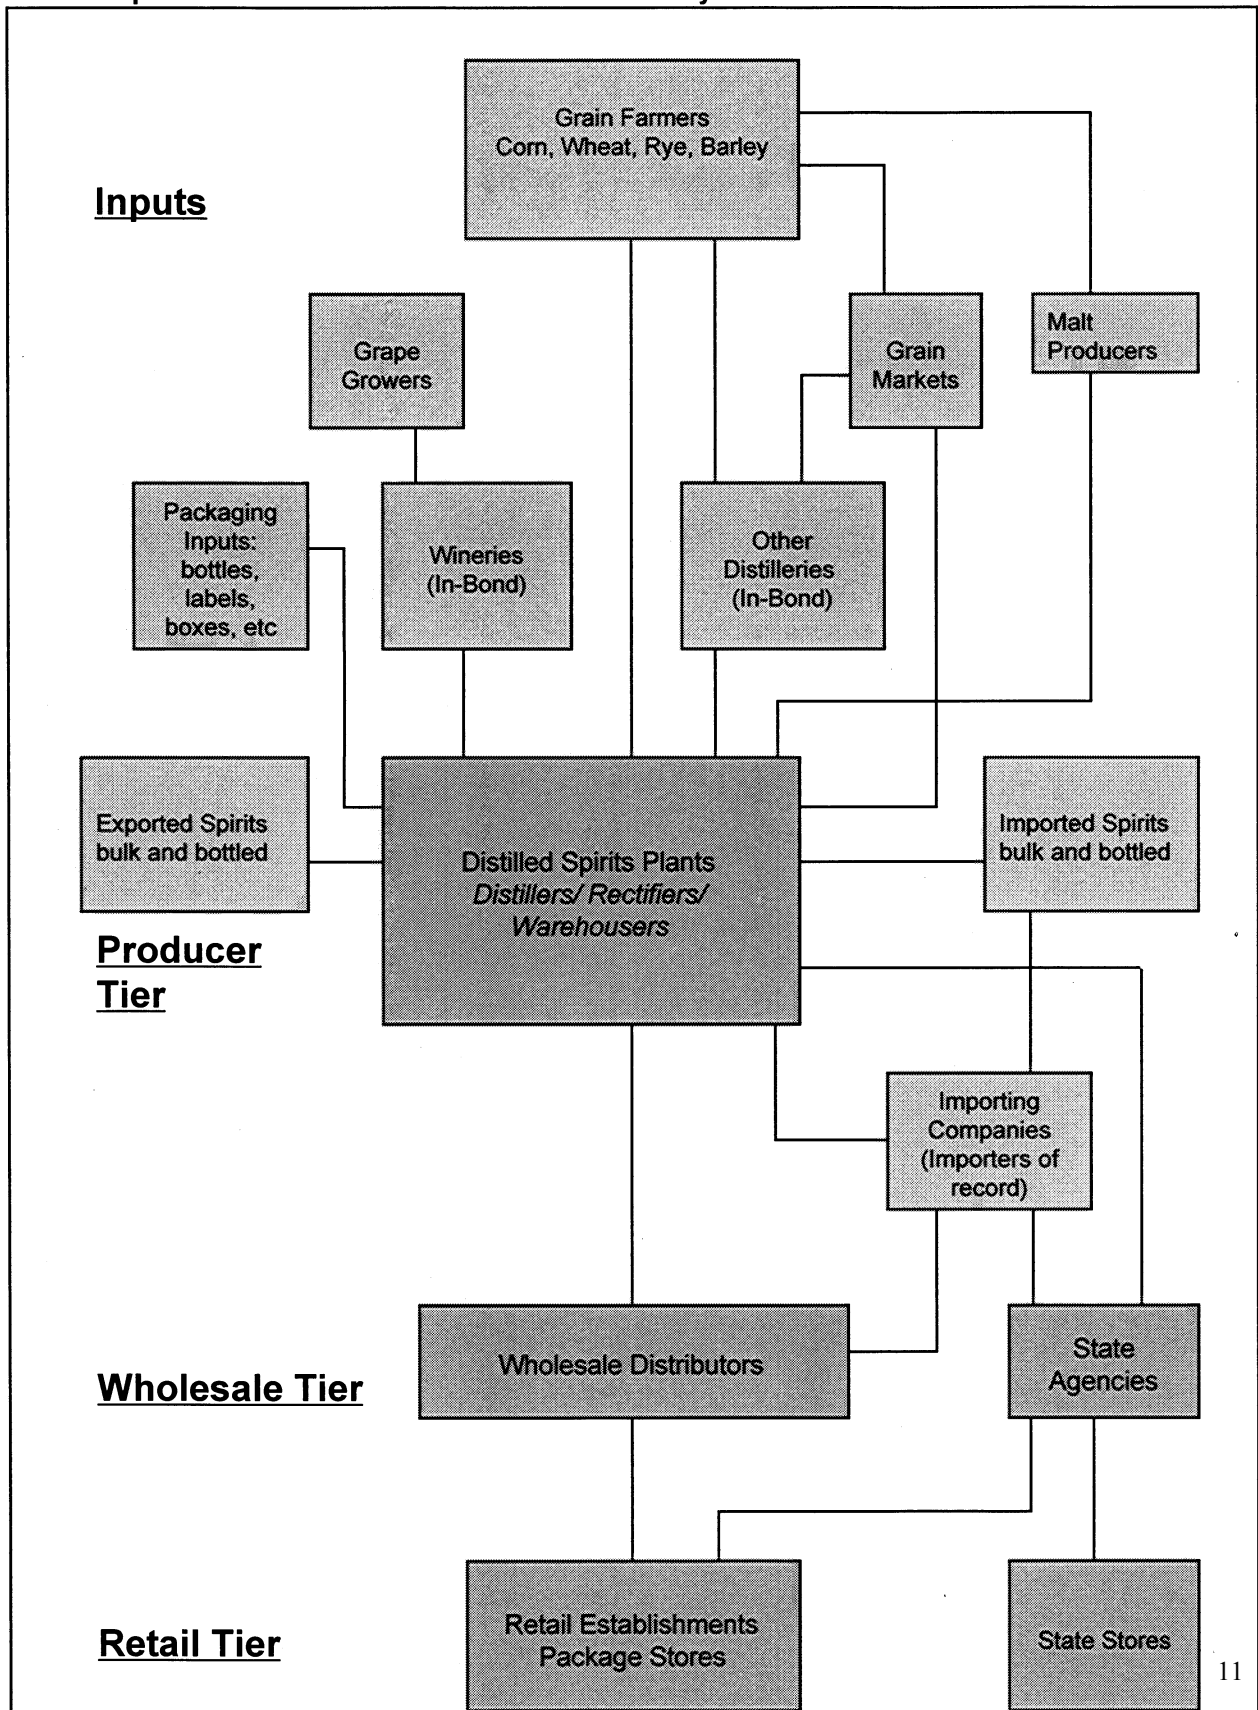 Grain Farmers
Corn, Wheat, Rye, Barley
Inputs
Grape
Growers
Grain
Markets
Malt
Producers
Packaging
Inputs:
bottles,
labels,
boxes, etc
Wineries
(In-Bond)
Other
Distilleries
(In-Bond)
Exported Spirits
bulk and bottled
Distilled Spirits Plants
Distillers/ Rectifiers/
Warehousers
Imported Spirits
bulk and bottled
Producer
Tier
Importing
Companies
(Importers of
record)
Wholesale Tier
Wholesale Distributors
State
Agencies
Retail Tier
Retail Establishments
Package Stores
State Stores
11